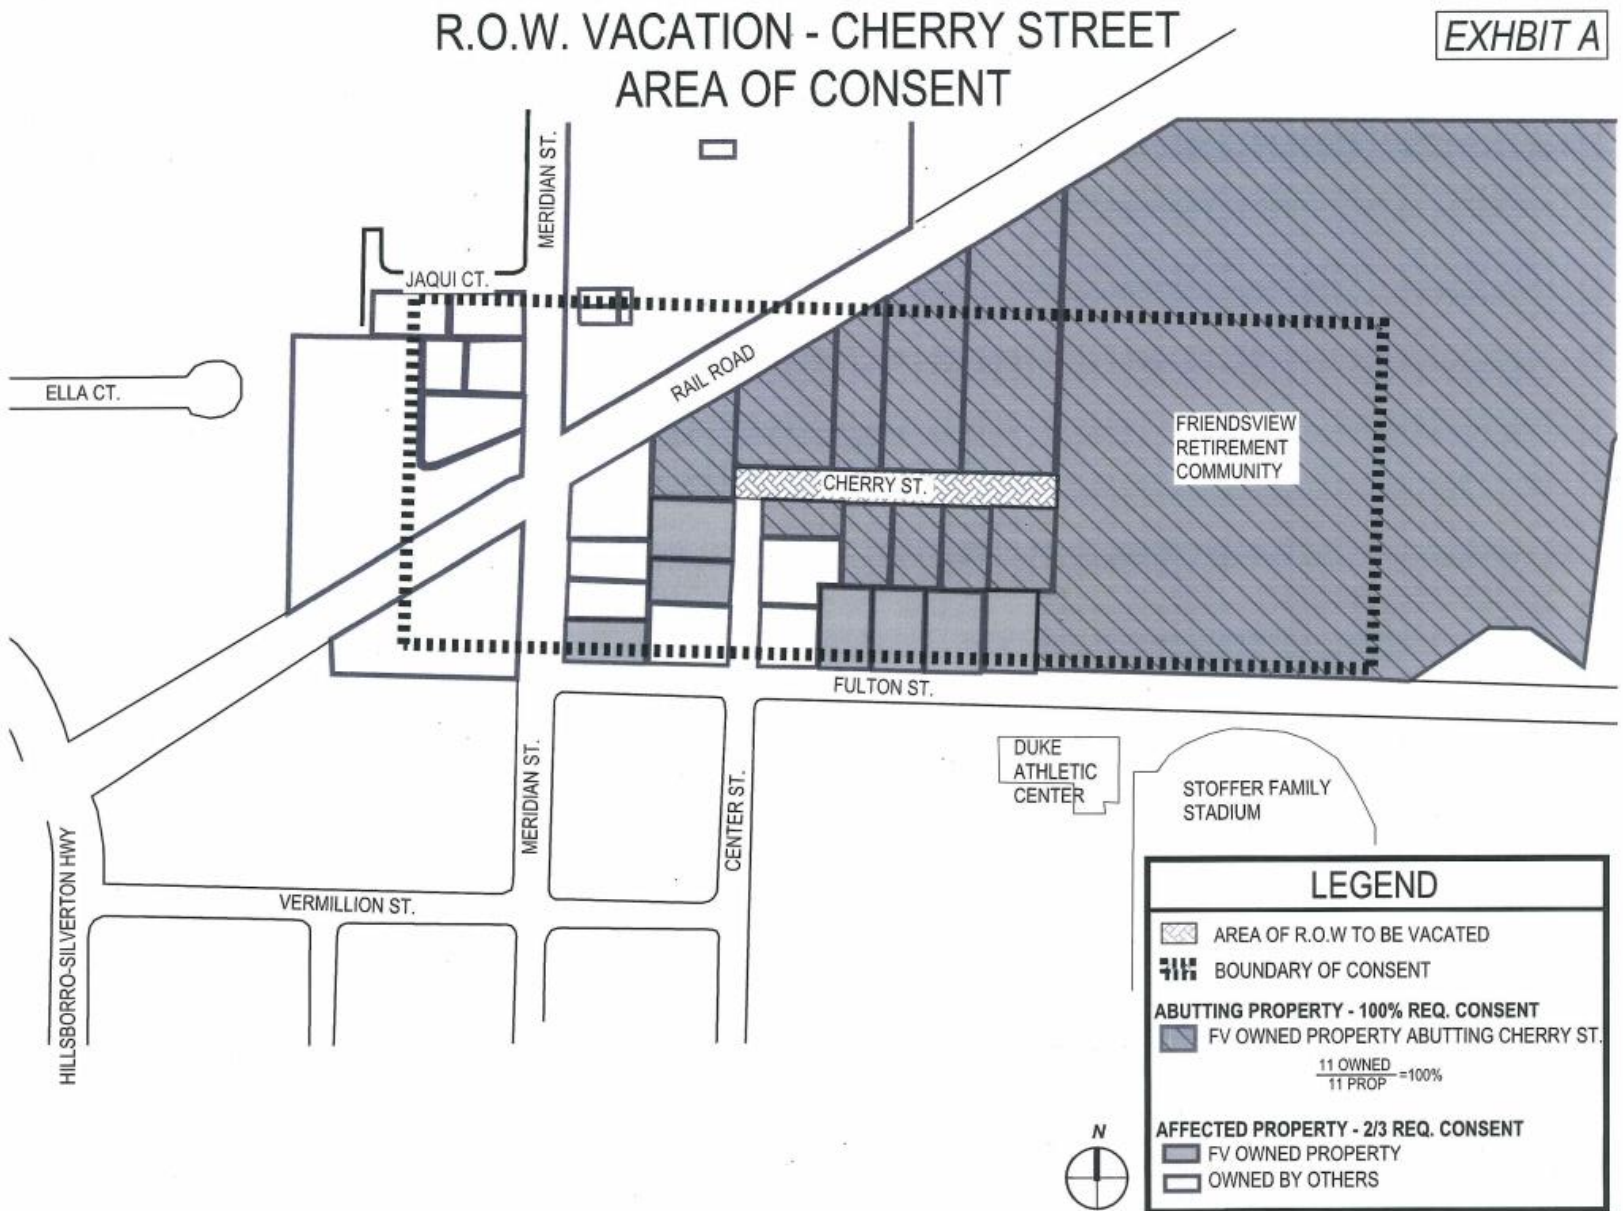 R.O.W. VACATION - CHERRY STREET
AREA OF CONSENT
EXHBIT A
MERIDIAN ST.
JAQUI CT.
ELLA CT.
RAIL ROAD
FRIENDSVIEW
RETIREMENT
COMMUNITY
CHERRY ST.
FULTON ST.
DUKE
ATHLETIC
CENTER
STOFFER FAMILY
STADIUM
MERIDIAN ST.
CENTER ST.
VERMILLION ST.
HILLSBORRO-SILVERTON HWY
N
LEGEND
AREA OF R.O.W TO BE VACATED
BOUNDARY OF CONSENT
ABUTTING PROPERTY - 100% REQ. CONSENT
FV OWNED PROPERTY ABUTTING CHERRY ST.
11 OWNED
11 PROP =100%
AFFECTED PROPERTY - 2/3 REQ. CONSENT
FV OWNED PROPERTY
OWNED BY OTHERS